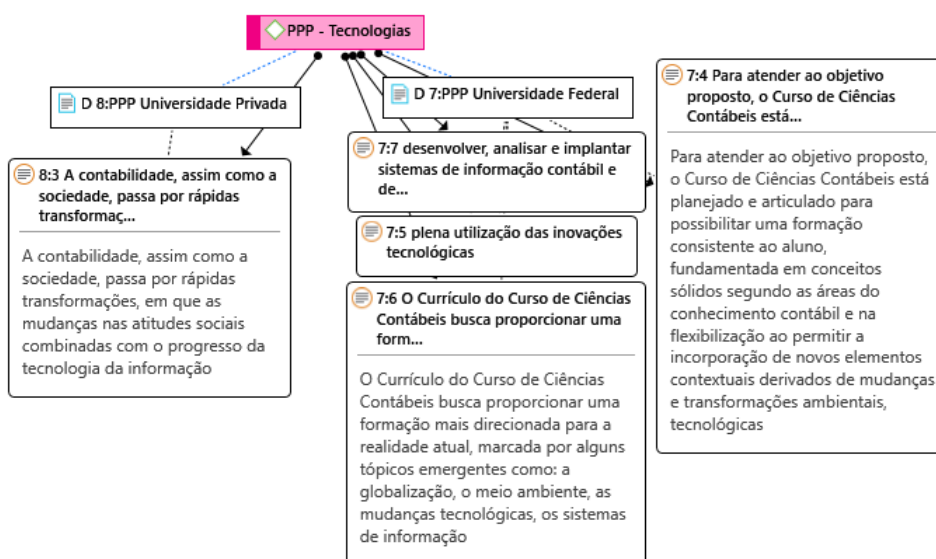 PPP - Tecnologias
D 8:PPP Universidade Privada
D 7:PPP Universidade Federal
8:3 A contabilidade, assim como a
sociedade, passa por rápidas
transformaç...
A contabilidade, assim como a
sociedade, passa por rápidas
transformações, em que as
mudanças nas atitudes sociais
combinadas com o progresso da
tecnologia da informação
7:7 desenvolver, analisar e implantar
sistemas de informação contábil e
de...
7:5 plena utilização das inovações
tecnológicas
7:6 O Currículo do Curso de Ciências
Contábeis busca proporcionar uma
form...
O Currículo do Curso de Ciências
Contábeis busca proporcionar uma
formação mais direcionada para a
realidade atual, marcada por alguns
tópicos emergentes como: a
globalização, o meio ambiente, as
mudanças tecnológicas, os sistemas
de informação
7:4 Para atender ao objetivo
proposto, o Curso de Ciências
Contábeis está...
Para atender ao objetivo proposto,
o Curso de Ciências Contábeis está
planejado e articulado para
possibilitar uma formação
consistente ao aluno,
fundamentada em conceitos
sólidos segundo as áreas do
conhecimento contábil e na
flexibilização ao permitir a
incorporação de novos elementos
contextuais derivados de mudanças
e transformações ambientais,
tecnológicas